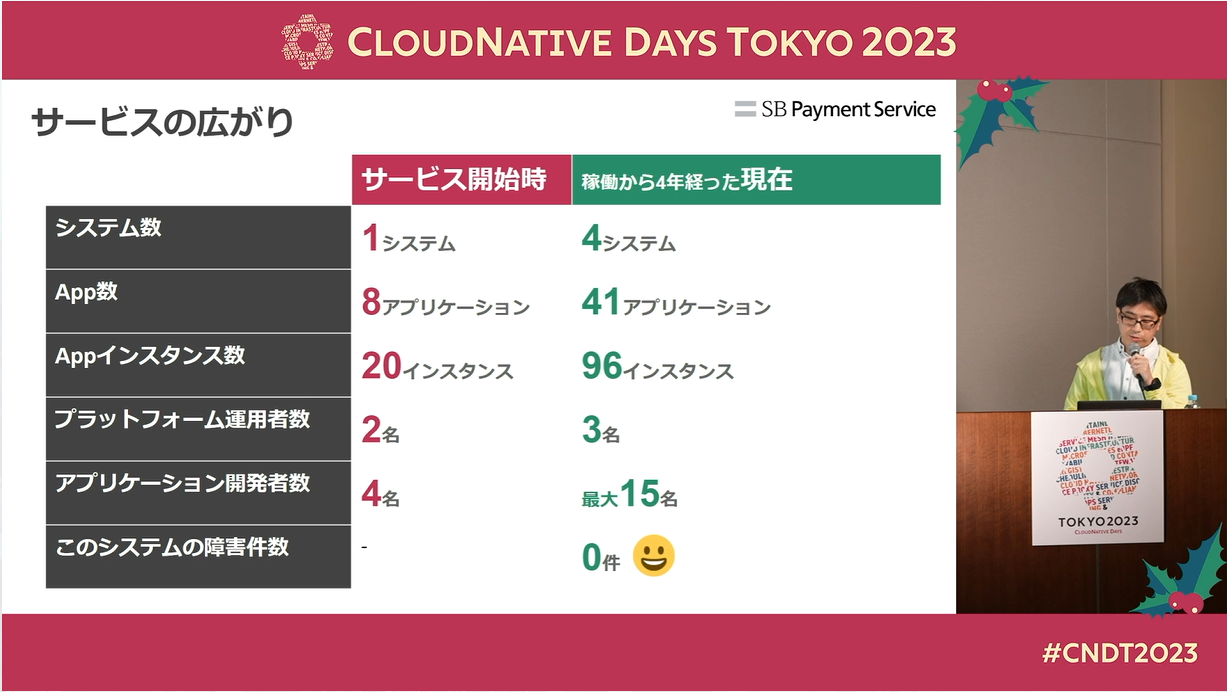 CLOUDNATIVE DAYS TOKYO 2023
サービスの広がり
SB Payment Service
サービス開始時
稼働から4年経った現在
システム数
1システム
4システム
App数
8アプリケーション
41アプリケーション
Appインスタンス数
20インスタンス
96インスタンス
プラットフォーム運用者数
2名
3名
アプリケーション開発者数
4名
最大15名
このシステムの障害件数
-
0件
TOKYO2023
CLOUDNATIVE DAYS
#CNDT2023